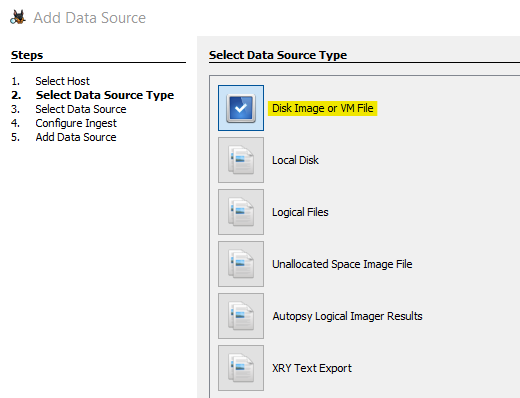 Add Data Source
Steps
1. Select Host
2. Select Data Source Type
3. Select Data Source
4. Configure Ingest
5. Add Data Source
Select Data Source Type
Disk Image or VM File
Local Disk
Logical Files
Unallocated Space Image File
Autopsy Logical Imager Results
XRY Text Export